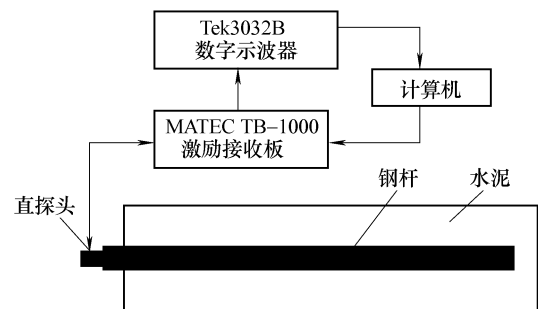 Tek3032B
数字示波器
计算机
MATEC TB-1000
激励接收板
钢杆
水泥
直探头